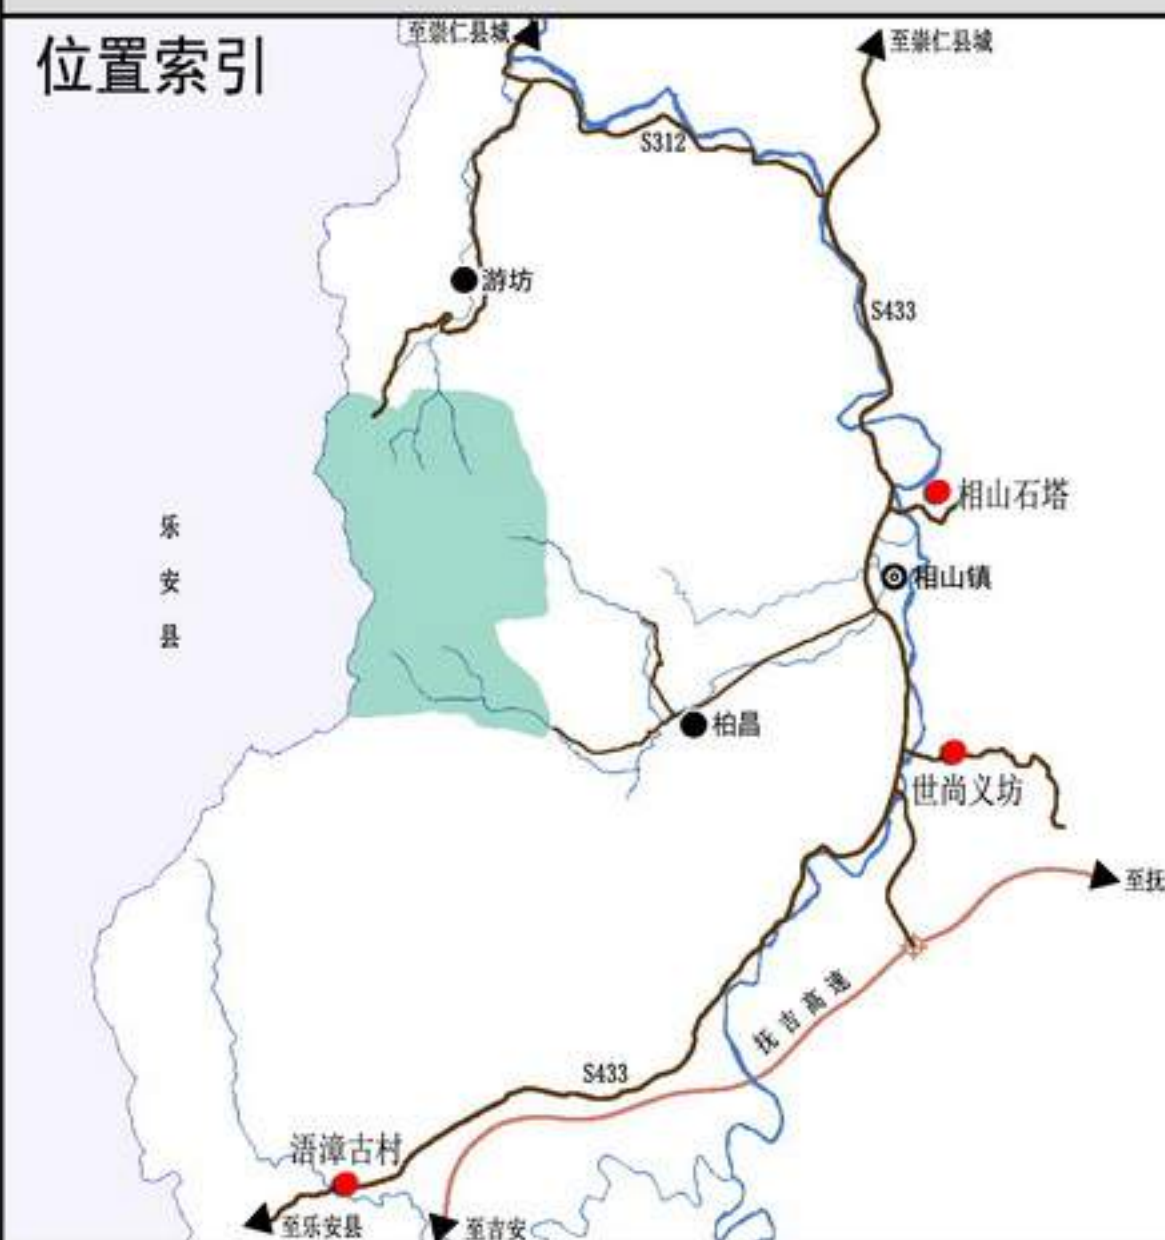 位置索引
至崇仁县城
至崇仁县城
S312
游坊
S433
相山石塔
乐安县
相山镇
柏昌
世尚义坊
至抚
抚吉高速
S433
浯漳古村
至乐安县
至吉安